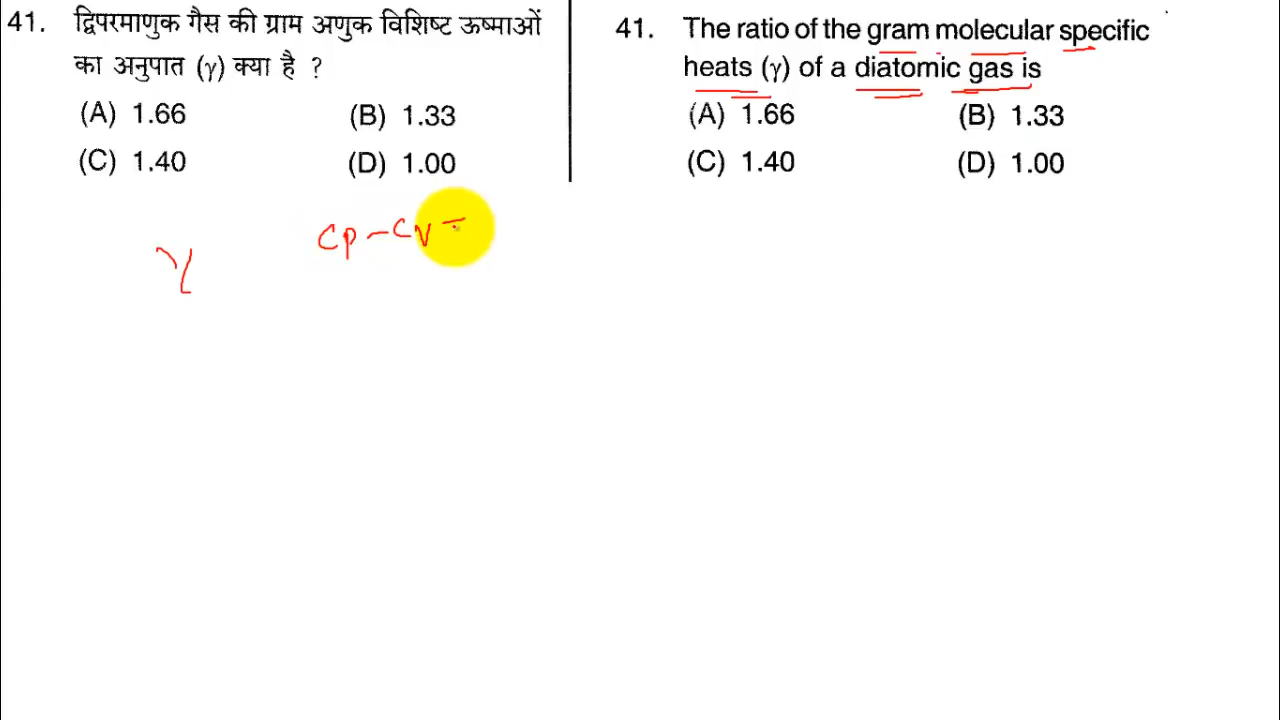 41. द्विपरमाणुक गैस की ग्राम अणुक विशिष्ट ऊष्माओं
का अनुपात (γ) क्या है ?
(A) 1.66 (B) 1.33
(C) 1.40 (D) 1.00
41. The ratio of the gram molecular specific
heats (γ) of a diatomic gas is
(A) 1.66 (B) 1.33
(C) 1.40 (D) 1.00
Cp – Cv =
γ